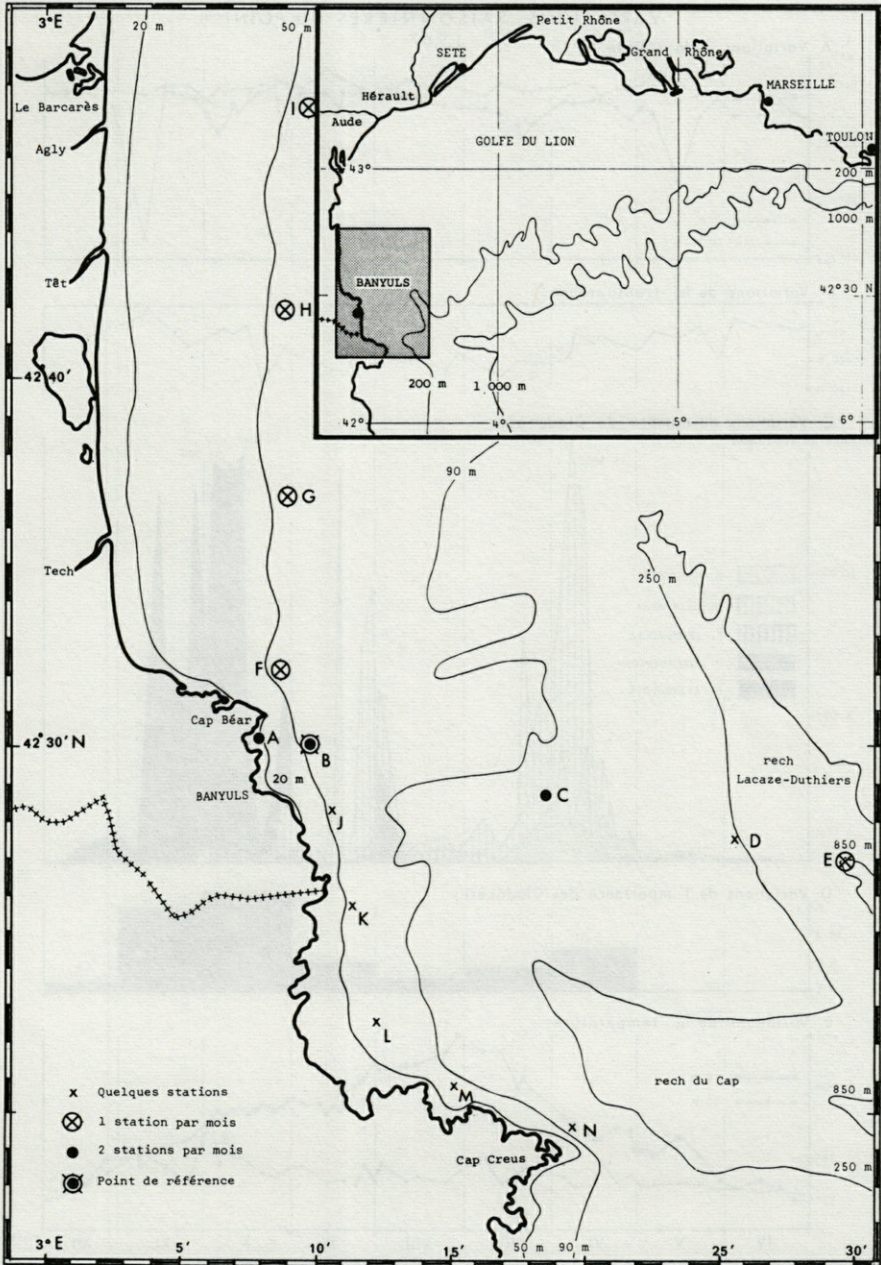 3°E
20 m
50 m
Le Barcarès
Agly
Têt
42°40'
Tech
I
H
G
F
Cap Béar
42°30'N
A
B
20 m
BANYULS
J
K
L
M
N
C
D
E
90 m
250 m
rech
Lacaze-Duthiers
850 m
rech du Cap
850 m
250 m
Cap Creus
50 m
90 m
Petit Rhône
SETE
Grand Rhône
Hérault
MARSEILLE
Aude
TOULON
GOLFE DU LION
43°
200 m
1000 m
BANYULS
42°30 N
200 m
1 000 m
42°
4°
5°
6°
x Quelques stations
1 station par mois
2 stations par mois
Point de référence
3°E
5'
10'
15'
25'
30'